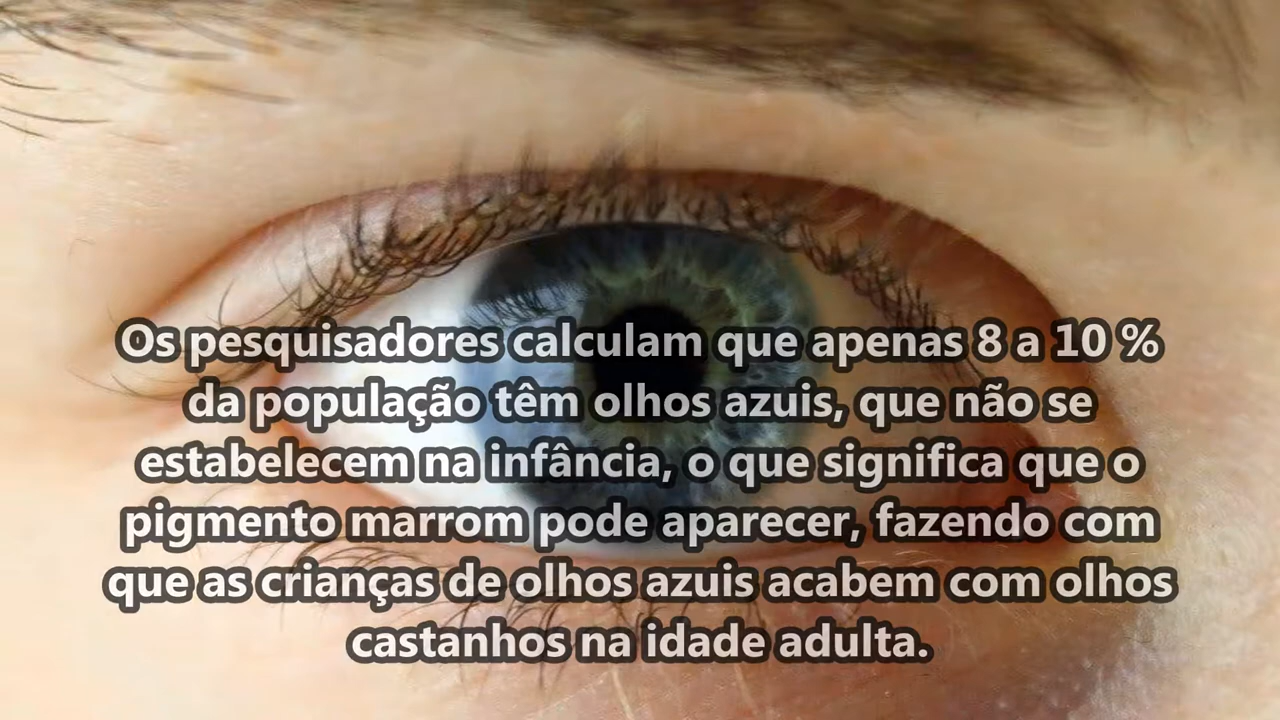 Os pesquisadores calculam que apenas 8 a 10 %
da população têm olhos azuis, que não se
estabelecem na infância, o que significa que o
pigmento marrom pode aparecer, fazendo com
que as crianças de olhos azuis acabem com olhos
castanhos na idade adulta.